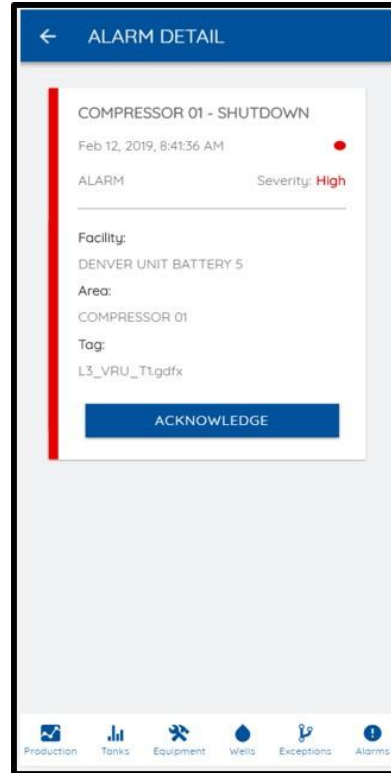 ALARM DETAIL
COMPRESSOR 01 - SHUTDOWN
Feb 12, 2019, 8:41:36 AM
ALARM Severity: High
Facility:
DENVER UNIT BATTERY 5
Area:
COMPRESSOR 01
Tag:
L3_VRU_T1.gdfx
ACKNOWLEDGE
Production Tanks Equipment Wells Exceptions Alarms